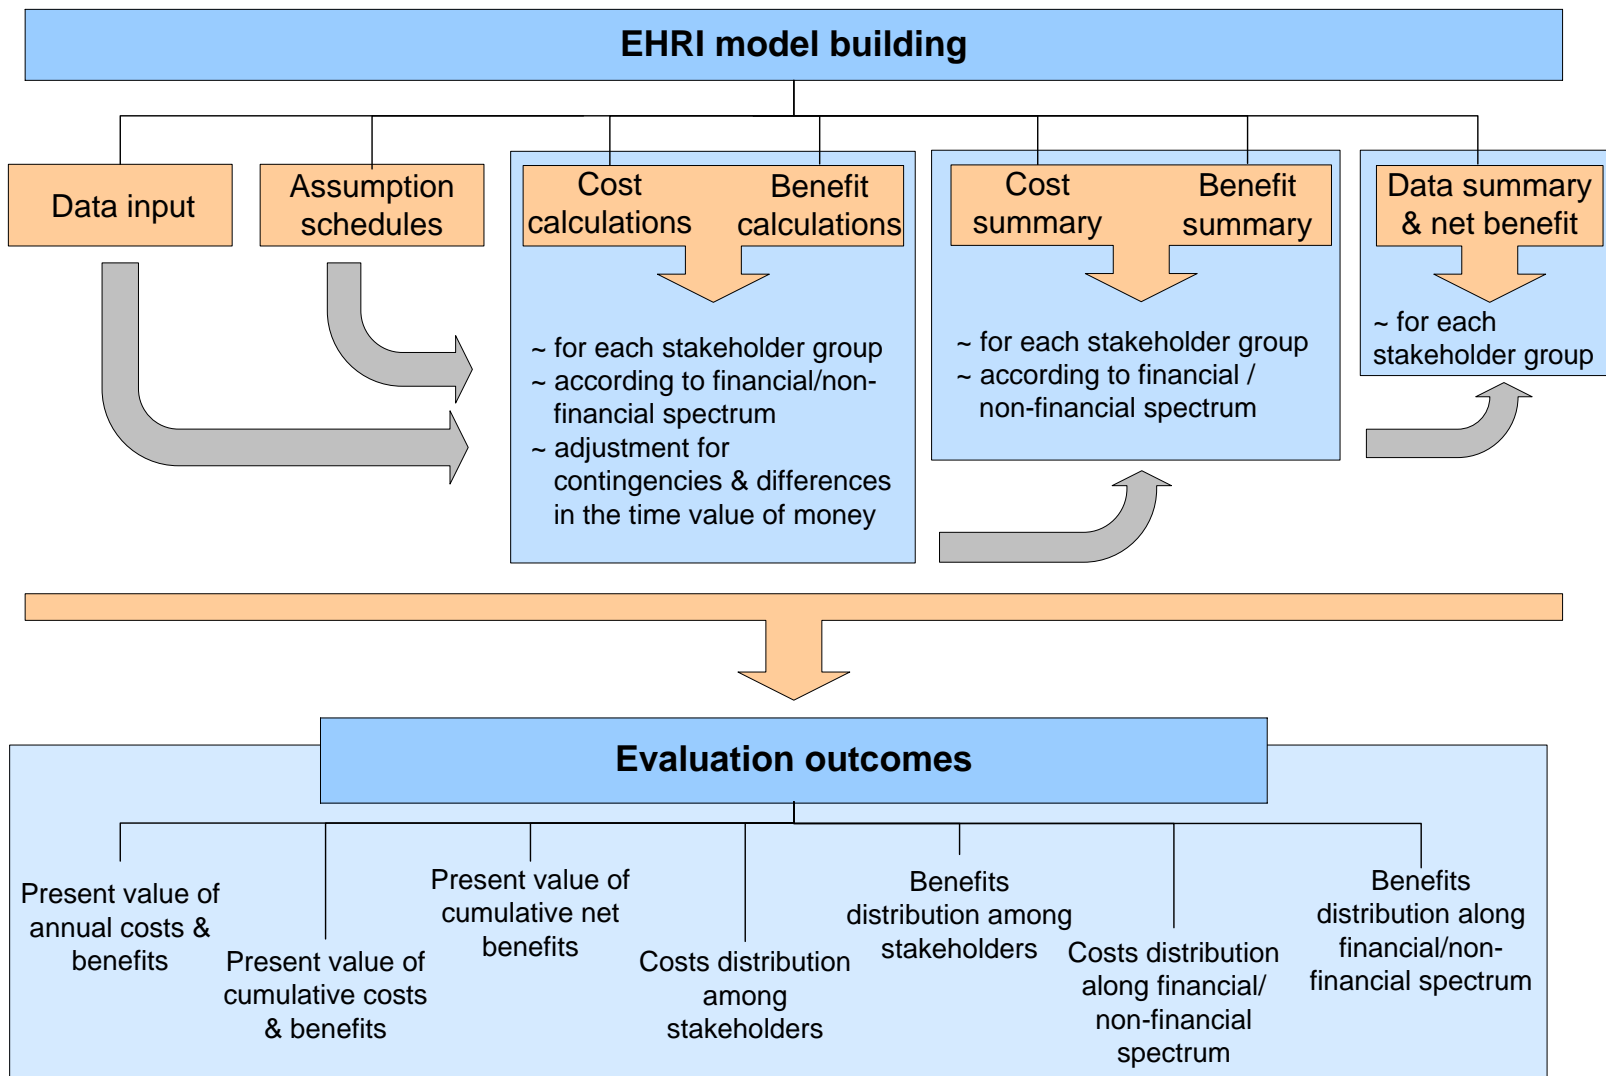 EHRI model building
Data input
Assumption
schedules
Cost
calculations
Benefit
calculations
~ for each stakeholder group
~ according to financial/non-
financial spectrum
~ adjustment for
contingencies & differences
in the time value of money
Cost
summary
Benefit
summary
~ for each stakeholder group
~ according to financial /
non-financial spectrum
Data summary
& net benefit
~ for each
stakeholder group
Evaluation outcomes
Present value of
annual costs &
benefits
Present value of
cumulative costs
& benefits
Present value of
cumulative net
benefits
Costs distribution
among
stakeholders
Benefits
distribution among
stakeholders
Costs distribution
along financial/
non-financial
spectrum
Benefits
distribution along
financial/non-
financial spectrum